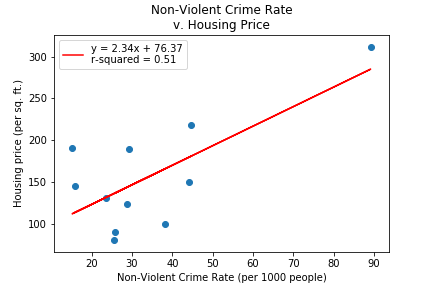 Non-Violent Crime Rate
v. Housing Price
y = 2.34x + 76.37
r-squared = 0.51
Housing price (per sq. ft.)
300
250
200
150
100
20 30 40 50 60 70 80 90
Non-Violent Crime Rate (per 1000 people)